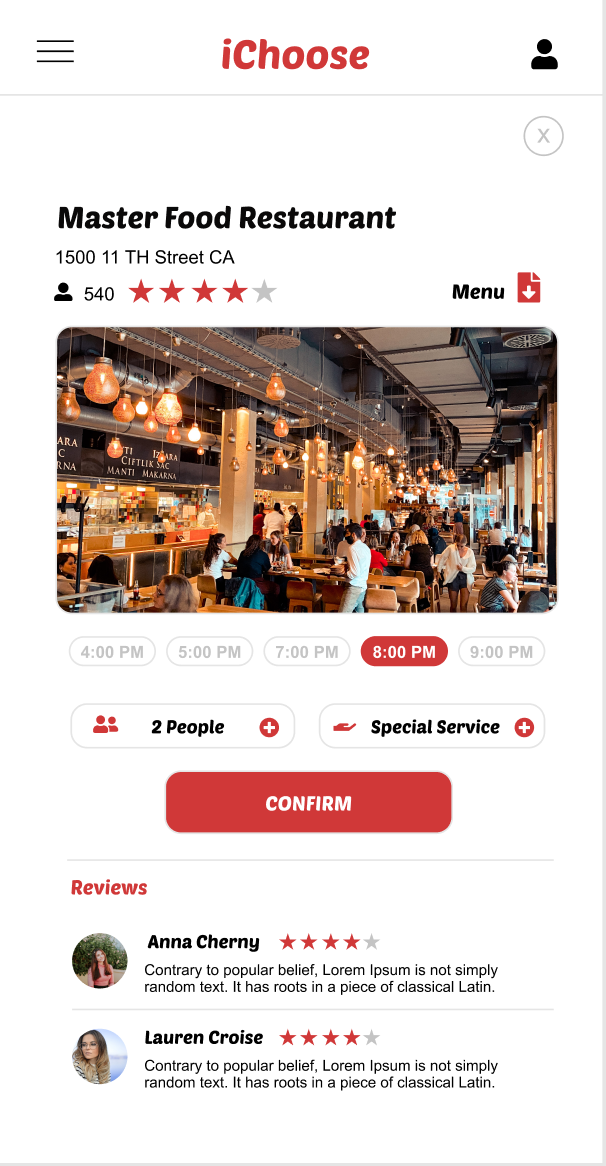 iChoose
X
Master Food Restaurant
1500 11 TH Street CA
540
Menu
IZGARA
ÇİFTLİK SAC
MANTI MAKARNA
4:00 PM 5:00 PM 7:00 PM 8:00 PM 9:00 PM
2 People
Special Service
CONFIRM
Reviews
Anna Cherny
Contrary to popular belief, Lorem Ipsum is not simply
random text. It has roots in a piece of classical Latin.
Lauren Croise
Contrary to popular belief, Lorem Ipsum is not simply
random text. It has roots in a piece of classical Latin.